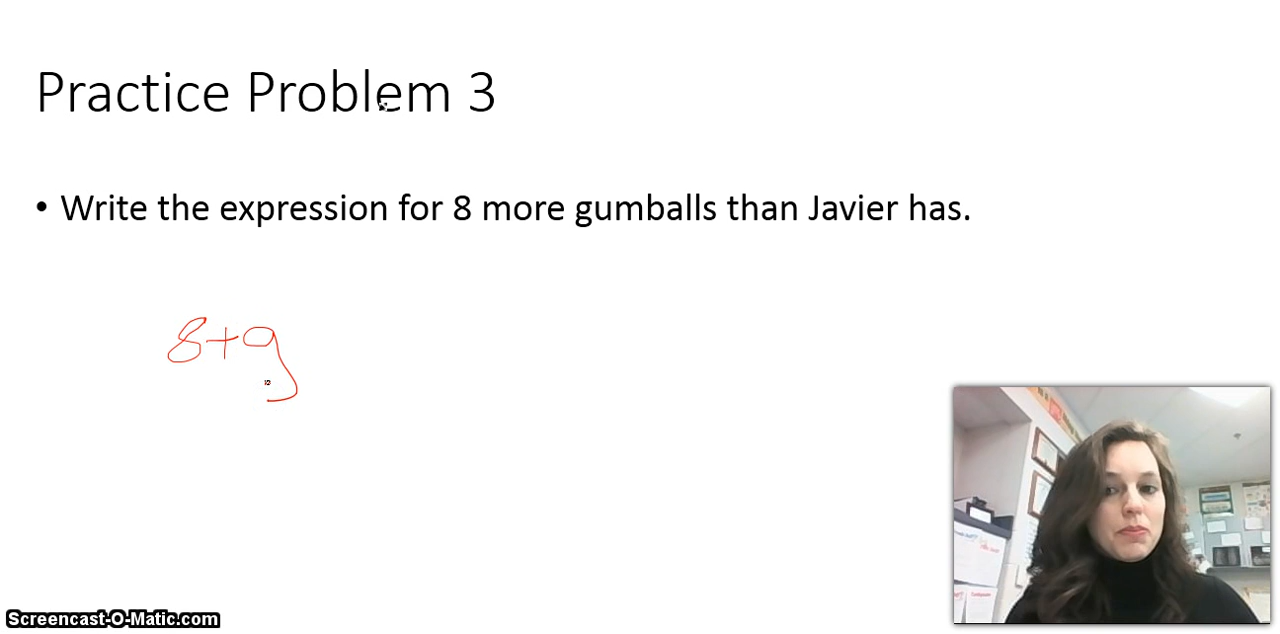 Practice Problem 3
• Write the expression for 8 more gumballs than Javier has.
8+g
Screencast-O-Matic.com